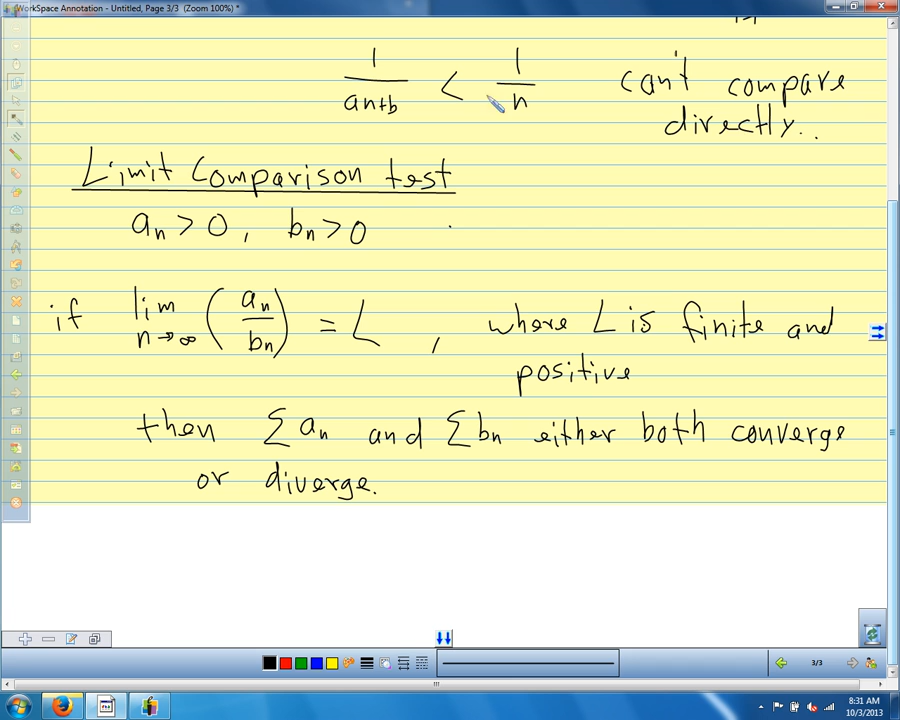 WorkSpace Annotation - Untitled, Page 3/3 (Zoom 100%) *
1/(an+b) < 1/n can't compare
directly..
Limit Comparison test
aₙ > 0, bₙ > 0
if lim n→∞ (aₙ/bₙ) = L, where L is finite and
positive
then Σaₙ and Σbₙ either both converge
or diverge.
3/3
8:31 AM
10/3/2013